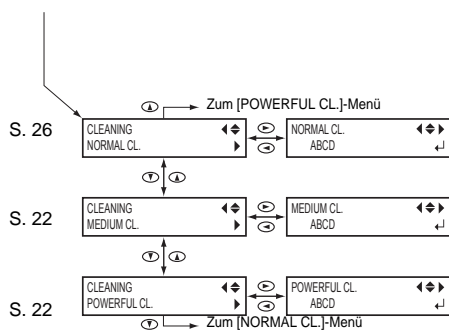 Zum [POWERFUL CL.]-Menü
S. 26
CLEANING
NORMAL CL.
NORMAL CL.
ABCD
S. 22
CLEANING
MEDIUM CL.
MEDIUM CL.
ABCD
S. 22
CLEANING
POWERFUL CL.
POWERFUL CL.
ABCD
Zum [NORMAL CL.]-Menü